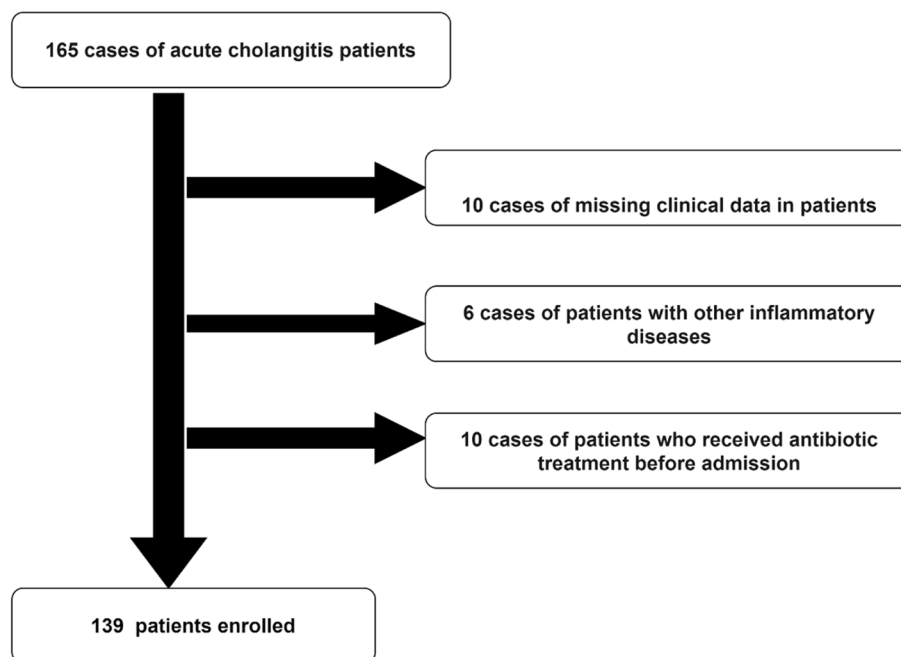 165 cases of acute cholangitis patients
10 cases of missing clinical data in patients
6 cases of patients with other inflammatory
diseases
10 cases of patients who received antibiotic
treatment before admission
139 patients enrolled